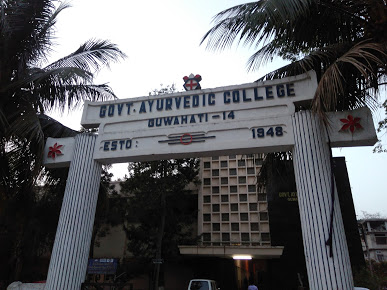 GOVT. AYURVEDIC COLLEGE
GUWAHATI-14
ESTD: 1948